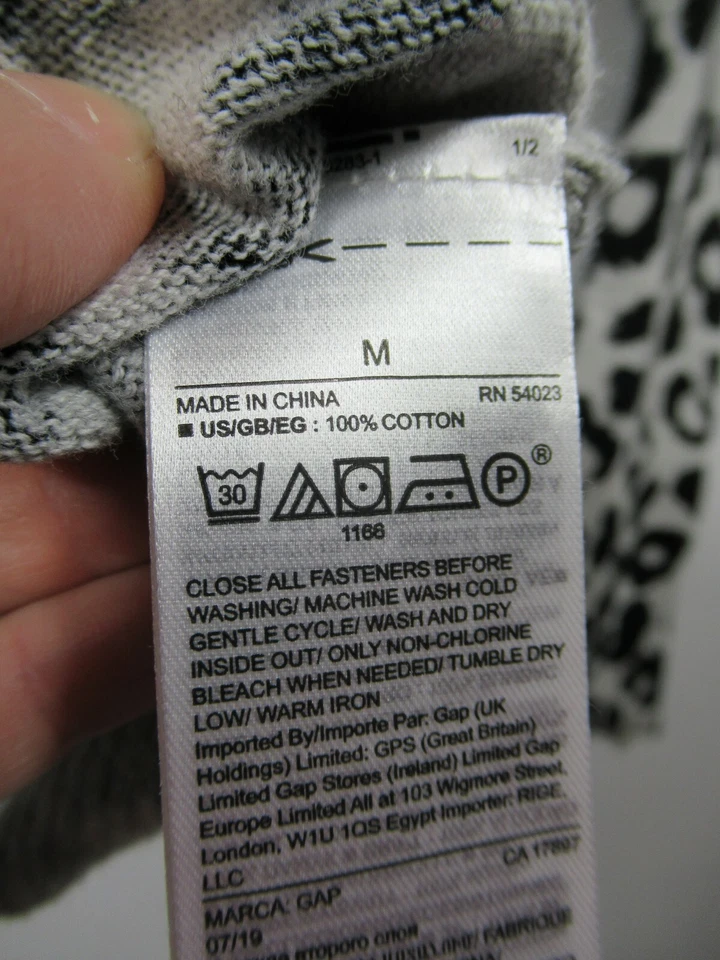 1/2
M
MADE IN CHINA RN 54023
■ US/GB/EG : 100% COTTON
30 P ®
1166
CLOSE ALL FASTENERS BEFORE
WASHING/ MACHINE WASH COLD
GENTLE CYCLE/ WASH AND DRY
INSIDE OUT/ ONLY NON-CHLORINE
BLEACH WHEN NEEDED/ TUMBLE DRY
LOW/ WARM IRON
Imported By/Importe Par: Gap (UK
Holdings) Limited: GPS (Great Britain)
Limited Gap Stores (Ireland) Limited Gap
Europe Limited All at 103 Wigmore Street,
London, W1U 1QS Egypt Importer: RIGE,
LLC CA 17897
MARCA: GAP
07/19
второго слоя
FABRIQUE